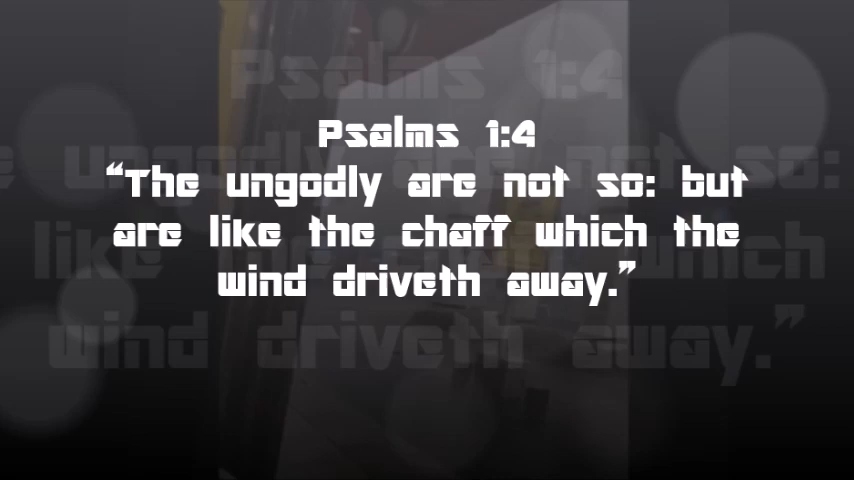 Psalms 1:4
“The ungodly are not so: but
are like the chaff which the
wind driveth away.”